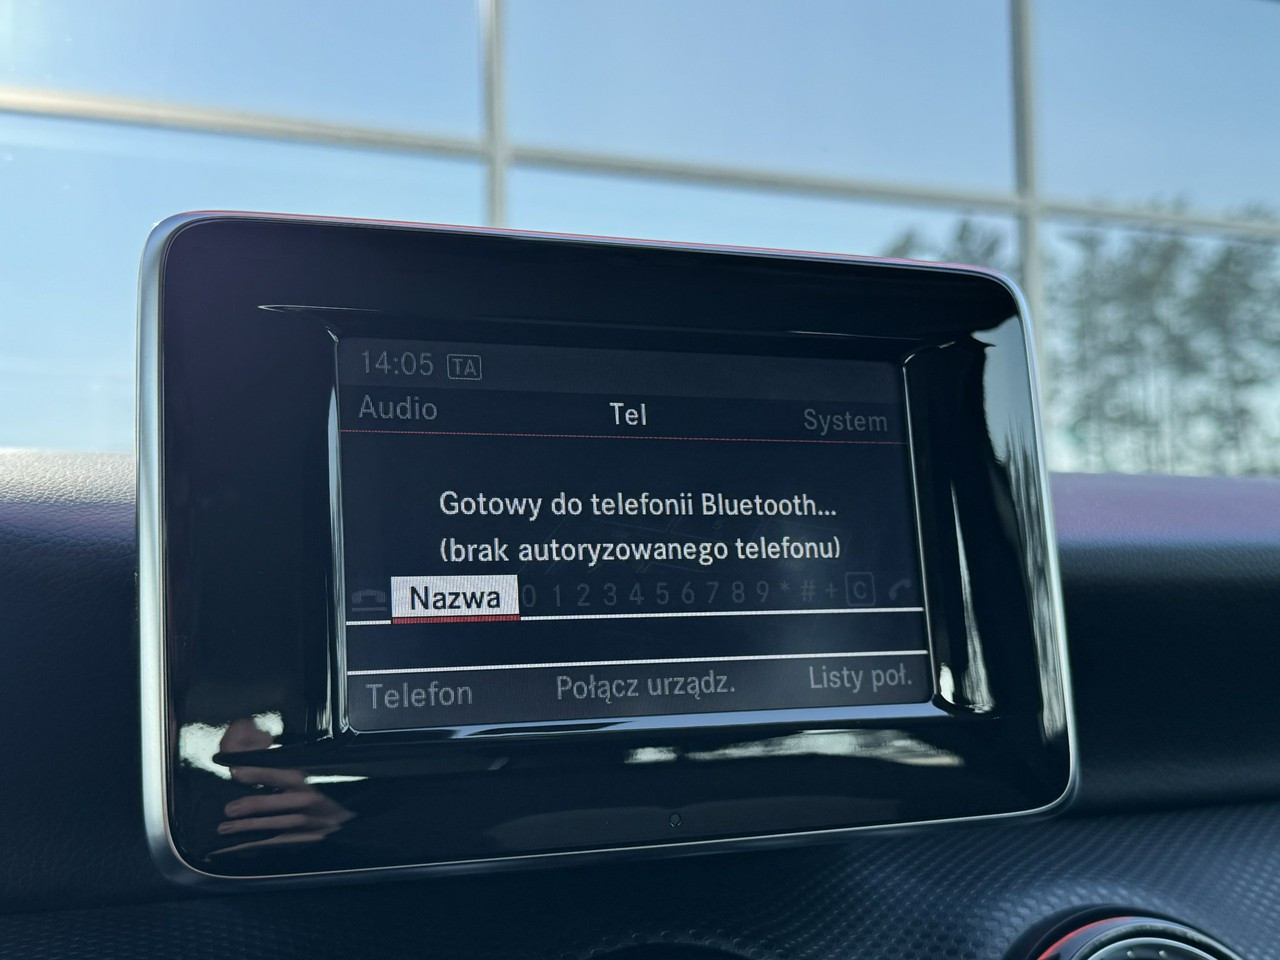 14:05 TA
Audio Tel System
Gotowy do telefonii Bluetooth...
(brak autoryzowanego telefonu)
Nazwa 0 1 2 3 4 5 6 7 8 9 * # + C
Telefon Połącz urządz. Listy poł.